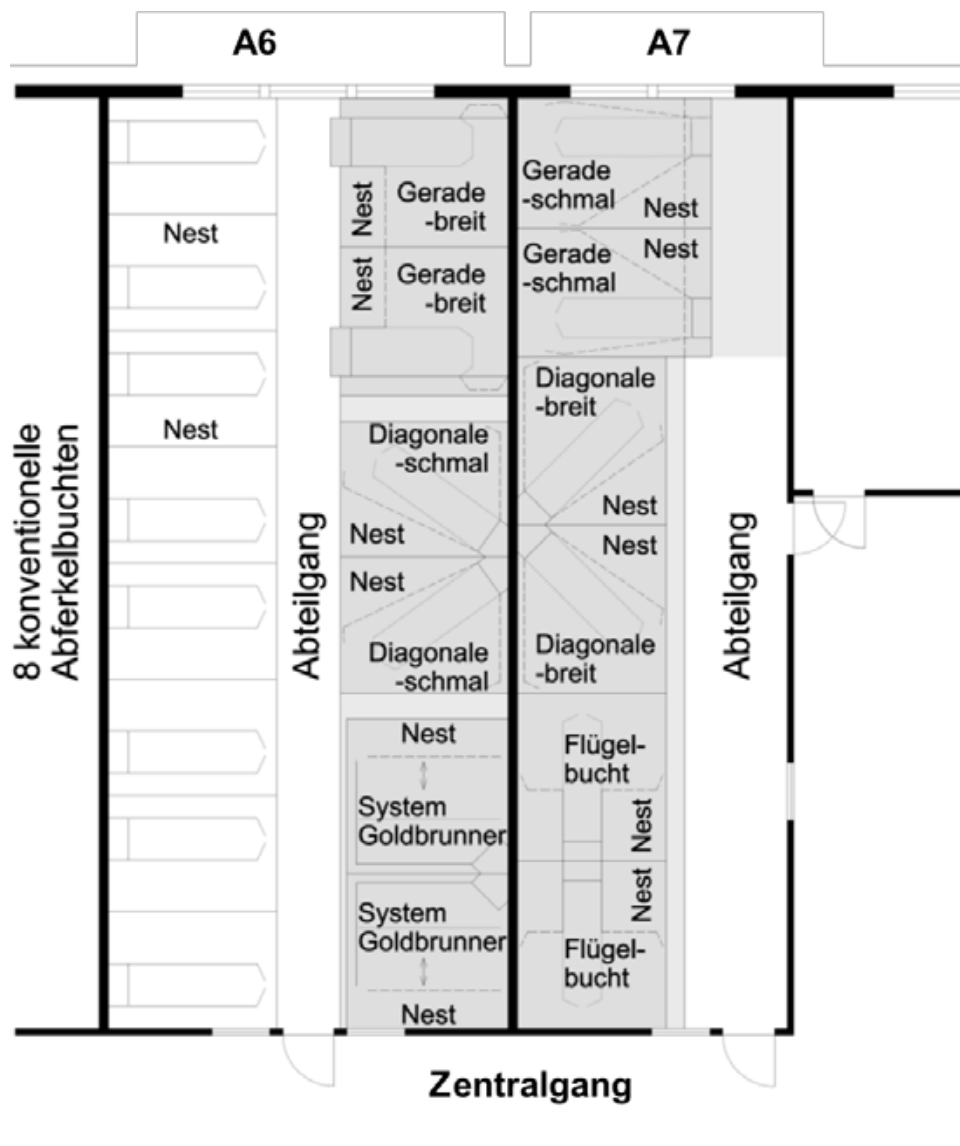 A6
A7
8 konventionelle
Abferkelbuchten
Nest
Nest
Abteilgang
Nest
Gerade
-breit
Nest
Gerade
-breit
Diagonale
-schmal
Nest
Nest
Diagonale
-schmal
Nest
System
Goldbrunner
System
Goldbrunner
Nest
Gerade
-schmal
Nest
Nest
Gerade
-schmal
Diagonale
-breit
Nest
Nest
Diagonale
-breit
Flügel-
bucht
Nest
Nest
Flügel-
bucht
Abteilgang
Zentralgang